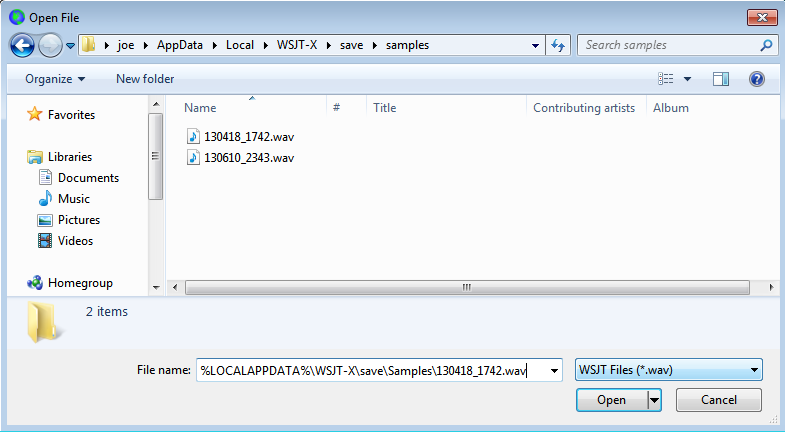 Open File
joe AppData Local WSJT-X save samples Search samples
Organize New folder
Favorites
Libraries
Documents
Music
Pictures
Videos
Homegroup
Name # Title Contributing artists Album
130418_1742.wav
130610_2343.wav
2 items
File name: %LOCALAPPDATA%\WSJT-X\save\Samples\130418_1742.wav WSJT Files (*.wav)
Open Cancel